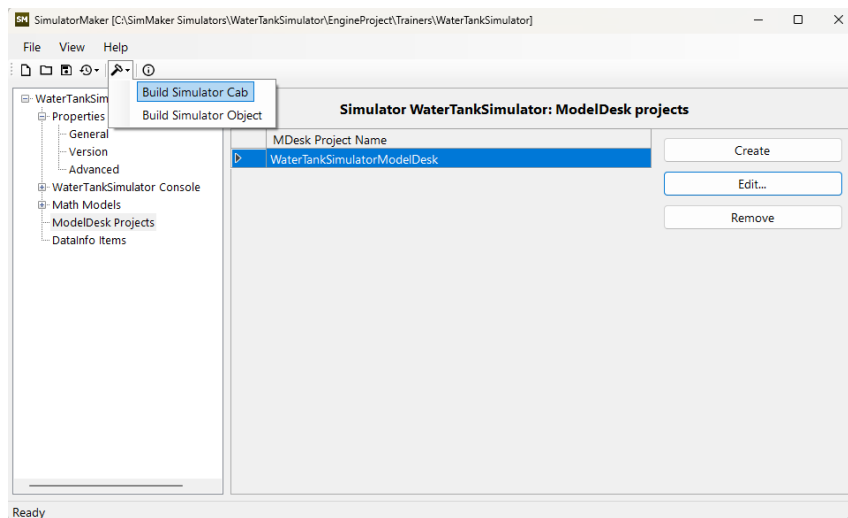 SM SimulatorMaker [C:\SimMaker Simulators\WaterTankSimulator\EngineProject\Trainers\WaterTankSimulator]
File View Help
Build Simulator Cab
Build Simulator Object
WaterTankSim
Properties
General
Version
Advanced
WaterTankSimulator Console
Math Models
ModelDesk Projects
DataInfo Items
Simulator WaterTankSimulator: ModelDesk projects
MDesk Project Name
WaterTankSimulatorModelDesk
Create
Edit...
Remove
Ready